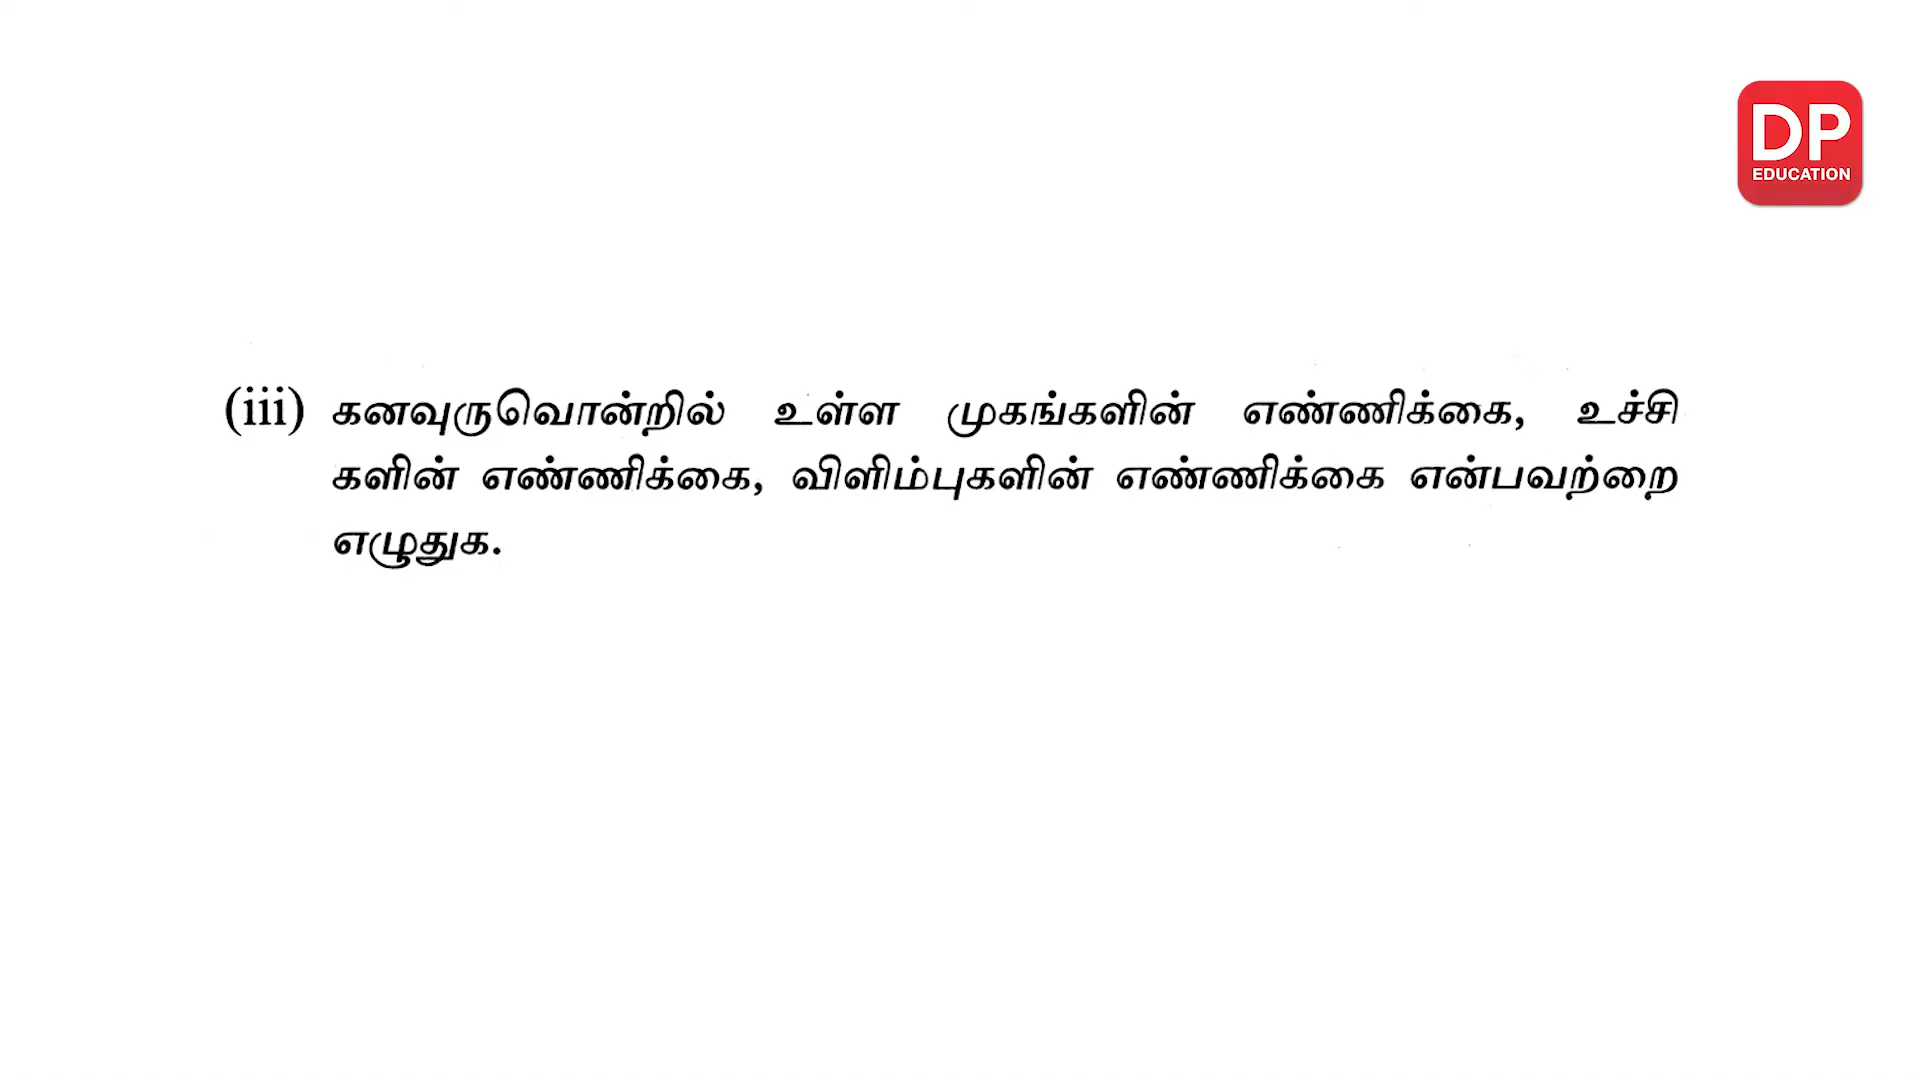 DP
EDUCATION
(iii) கனவுருவொன்றில் உள்ள முகங்களின் எண்ணிக்கை, உச்சி
களின் எண்ணிக்கை, விளிம்புகளின் எண்ணிக்கை என்பவற்றை
எழுதுக.